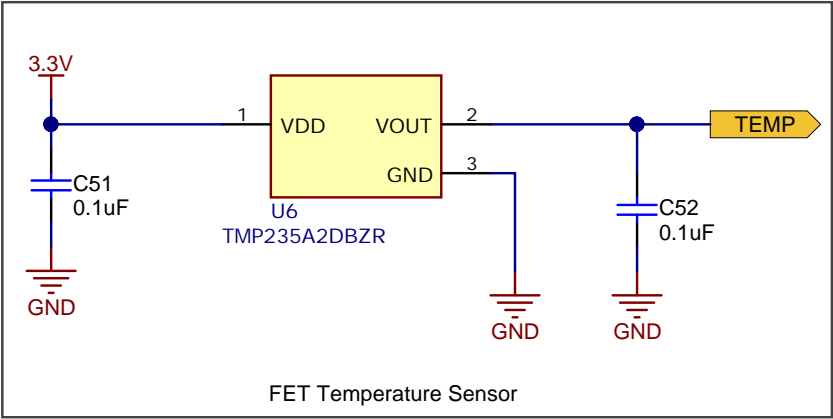 3.3V
1
VDD
VOUT
2
TEMP
GND
3
C51
0.1uF
U6
TMP235A2DBZR
C52
0.1uF
GND
GND
GND
FET Temperature Sensor